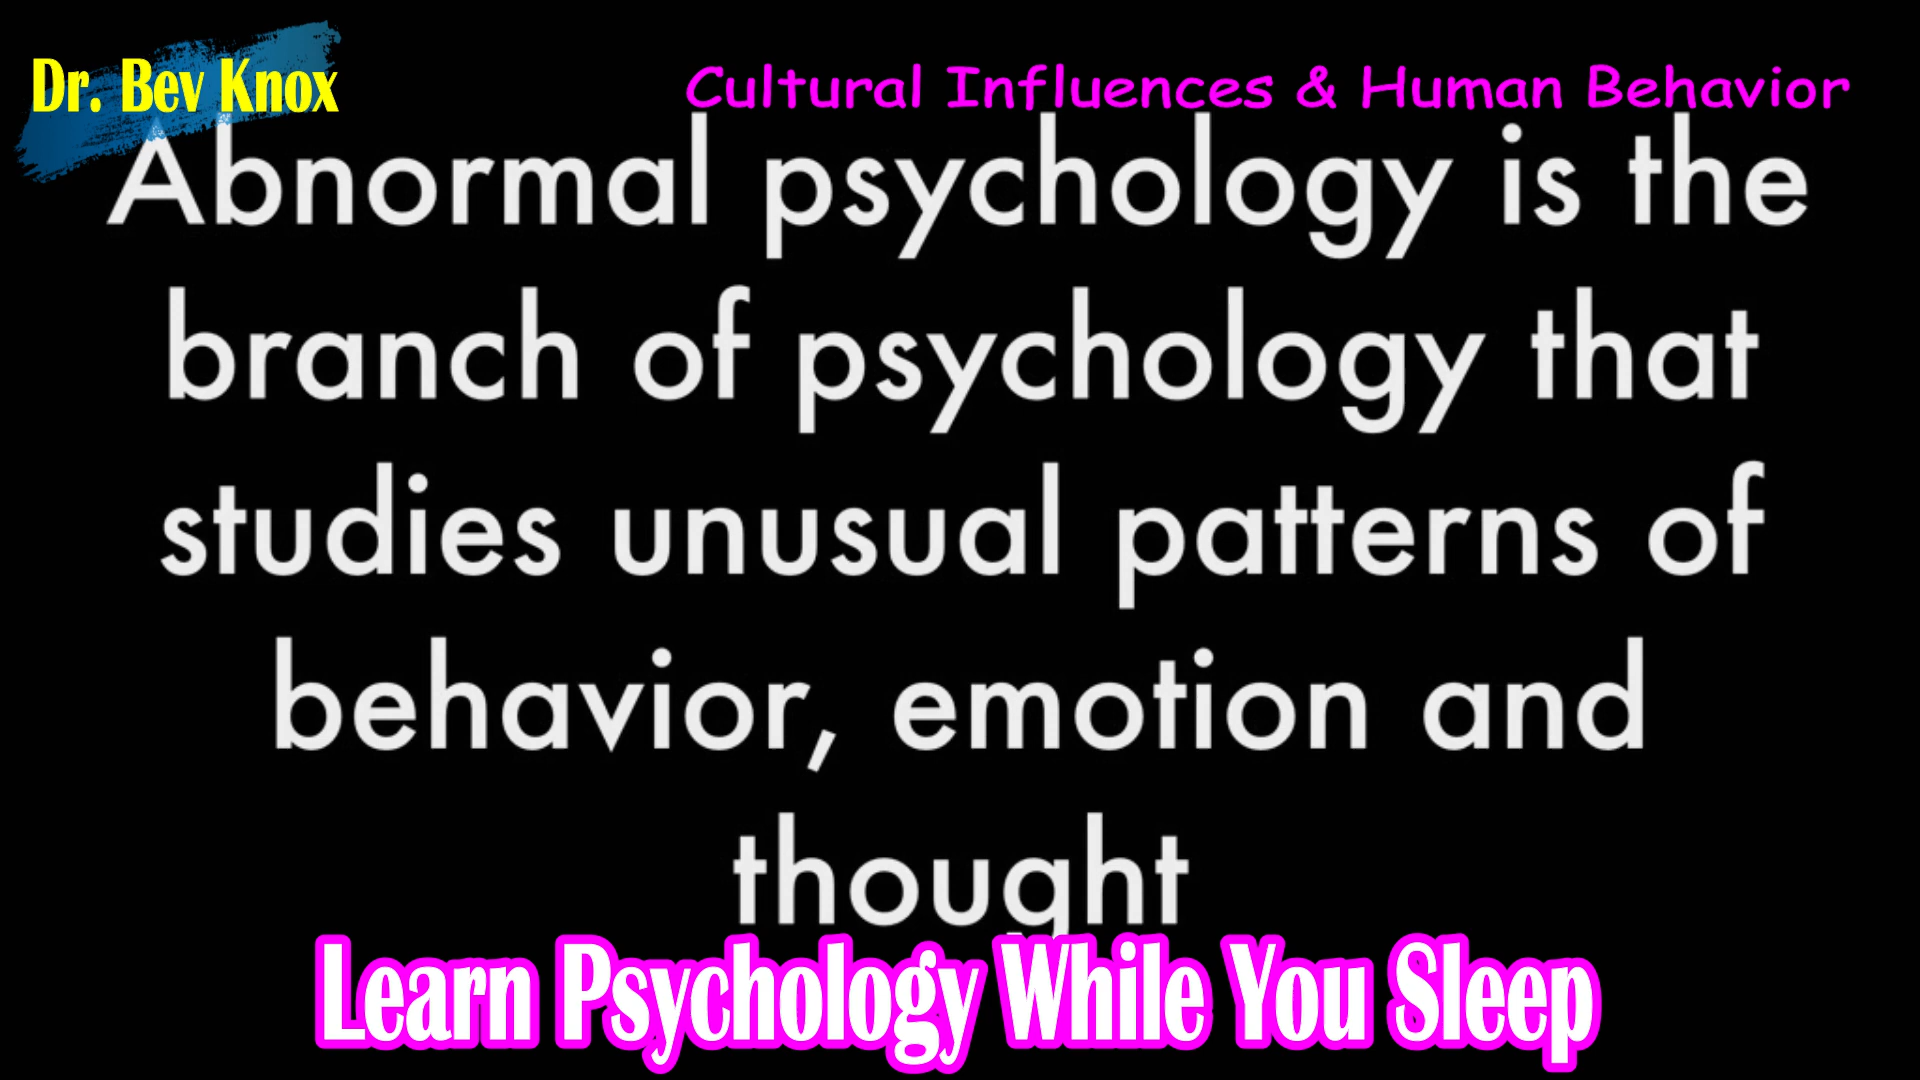 Dr. Bev Knox
Cultural Influences & Human Behavior
Abnormal psychology is the
branch of psychology that
studies unusual patterns of
behavior, emotion and
thought
Learn Psychology While You Sleep